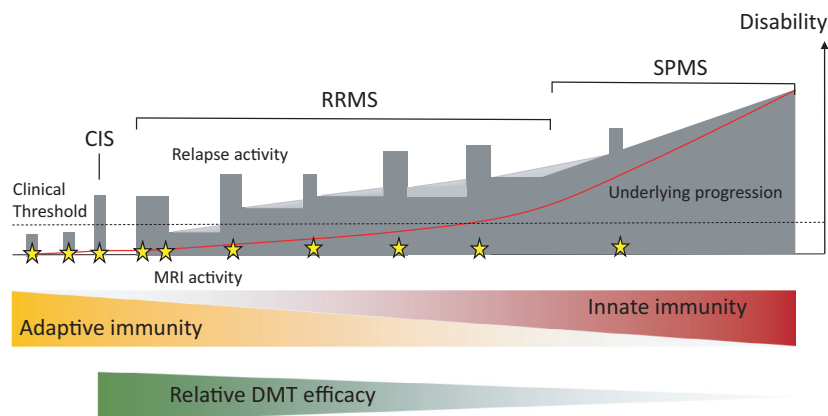 Disability
SPMS
RRMS
CIS
Relapse activity
Clinical
Threshold
Underlying progression
MRI activity
Innate immunity
Adaptive immunity
Relative DMT efficacy